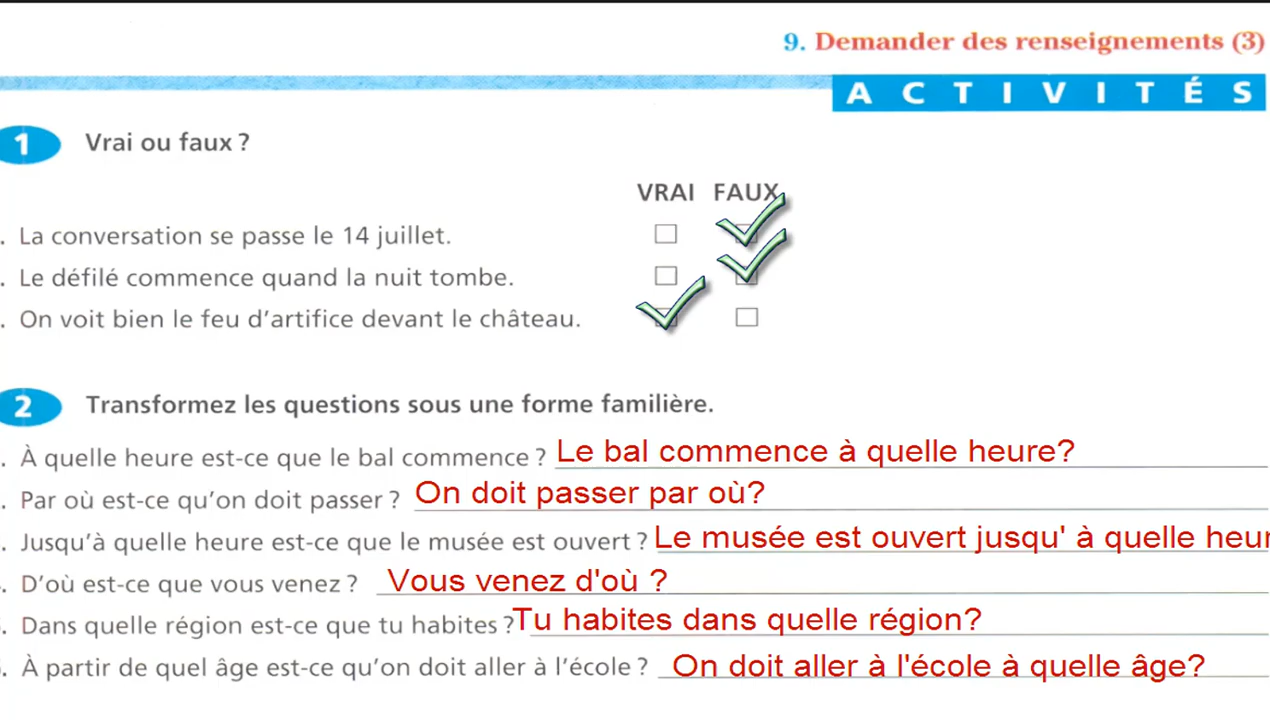 9. Demander des renseignements (3)
ACTIVITÉS
1 Vrai ou faux ?
VRAI FAUX
. La conversation se passe le 14 juillet.
. Le défilé commence quand la nuit tombe.
. On voit bien le feu d'artifice devant le château.
2 Transformez les questions sous une forme familière.
. À quelle heure est-ce que le bal commence ? Le bal commence à quelle heure?
. Par où est-ce qu'on doit passer ? On doit passer par où?
. Jusqu'à quelle heure est-ce que le musée est ouvert ? Le musée est ouvert jusqu' à quelle heur
. D'où est-ce que vous venez ? Vous venez d'où ?
. Dans quelle région est-ce que tu habites ? Tu habites dans quelle région?
. À partir de quel âge est-ce qu'on doit aller à l'école ? On doit aller à l'école à quelle âge?